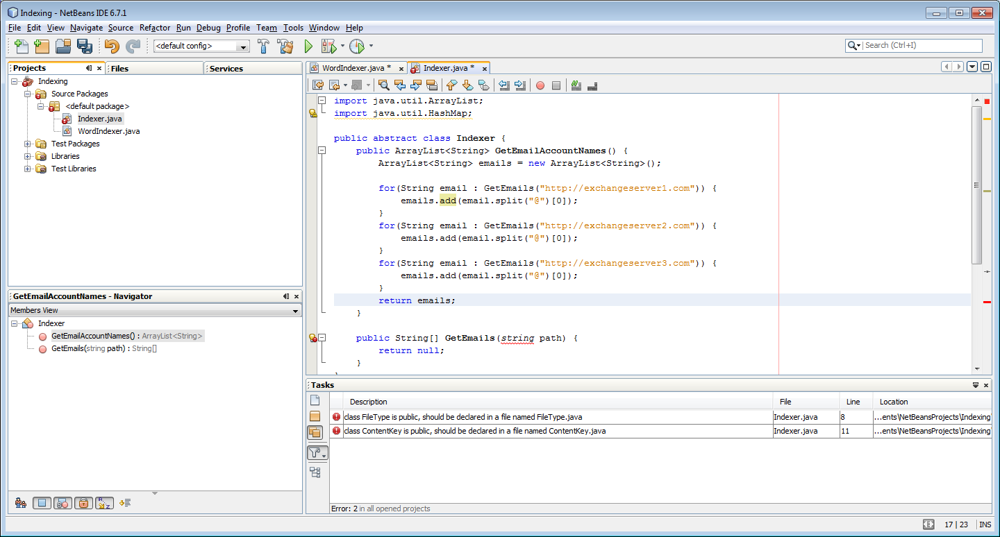 Indexing - NetBeans IDE 6.7.1
File Edit View Navigate Source Refactor Run Debug Profile Team Tools Window Help
<default config>
Search (Ctrl+I)
Projects
Files
Services
Indexing
Source Packages
<default package>
Indexer.java
WordIndexer.java
Test Packages
Libraries
Test Libraries
GetEmailAccountNames - Navigator
Members View
Indexer
GetEmailAccountNames() : ArrayList<String>
GetEmails(string path) : String[]
WordIndexer.java *
Indexer.java *
import java.util.ArrayList;
import java.util.HashMap;
public abstract class Indexer {
public ArrayList<String> GetEmailAccountNames() {
ArrayList<String> emails = new ArrayList<String>();
for(String email : GetEmails("http://exchangeserver1.com")) {
emails.add(email.split("@")[0]);
}
for(String email : GetEmails("http://exchangeserver2.com")) {
emails.add(email.split("@")[0]);
}
for(String email : GetEmails("http://exchangeserver3.com")) {
emails.add(email.split("@")[0]);
}
return emails;
}
public String[] GetEmails(string path) {
return null;
}
Tasks
Description File Line Location
class FileType is public, should be declared in a file named FileType.java Indexer.java 8 ...ents\NetBeansProjects\Indexing
class ContentKey is public, should be declared in a file named ContentKey.java Indexer.java 11 ...ents\NetBeansProjects\Indexing
Error: 2 in all opened projects
17 | 23 INS